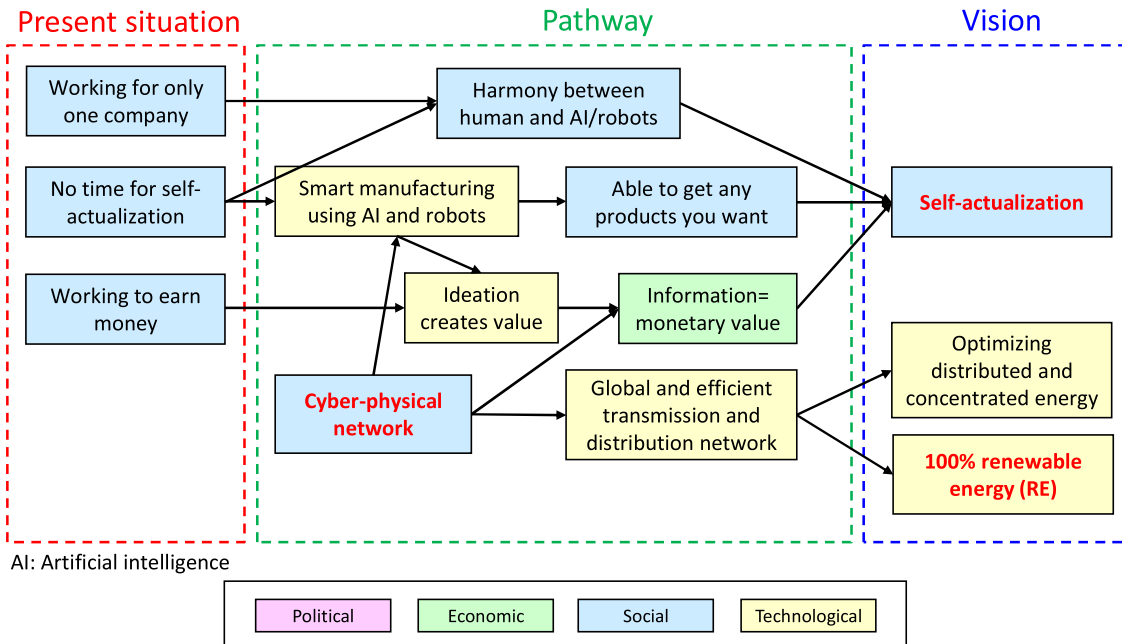 Present situation
Pathway
Vision
Working for only
one company
Harmony between
human and AI/robots
No time for self-
actualization
Smart manufacturing
using AI and robots
Able to get any
products you want
Self-actualization
Working to earn
money
Ideation
creates value
Information=
monetary value
Optimizing
distributed and
concentrated energy
Cyber-physical
network
Global and efficient
transmission and
distribution network
100% renewable
energy (RE)
AI: Artificial intelligence
Political
Economic
Social
Technological